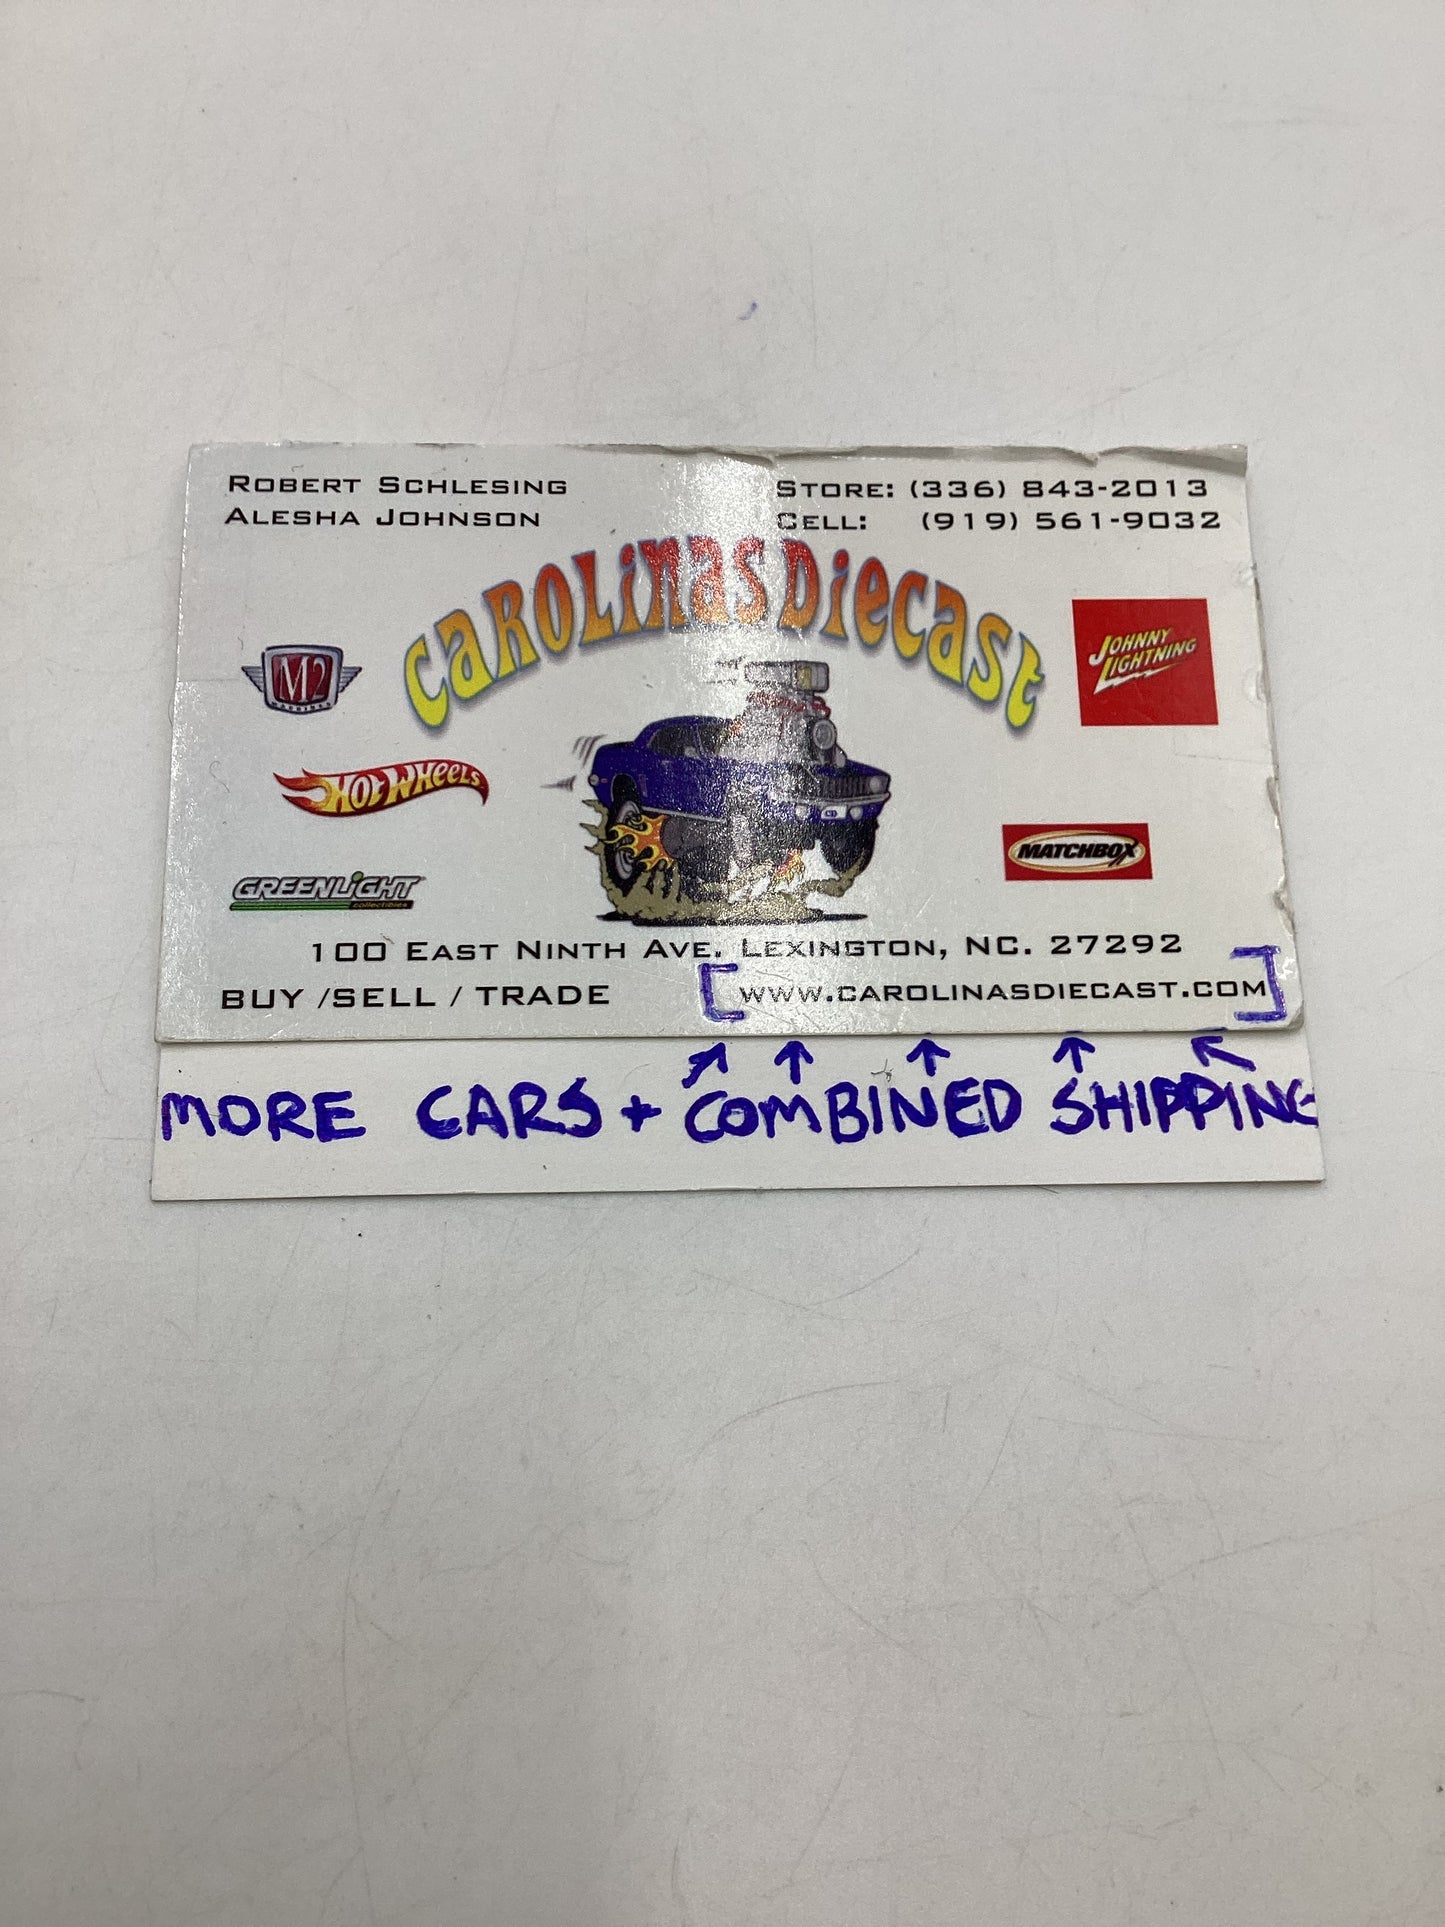 ROBERT SCHLESING
ALESHA JOHNSON
STORE: (336) 843-2013
CELL: (919) 561-9032
CAROLINAS DIECAST
M2
MACHINES
JOHNNY
LIGHTNING
HOT WHEELS
MATCHBOX
GREENLIGHT
collectibles
100 EAST NINTH AVE. LEXINGTON, NC. 27292
BUY /SELL / TRADE
[WWW.CAROLINASDIECAST.COM]
MORE CARS + COMBINED SHIPPING